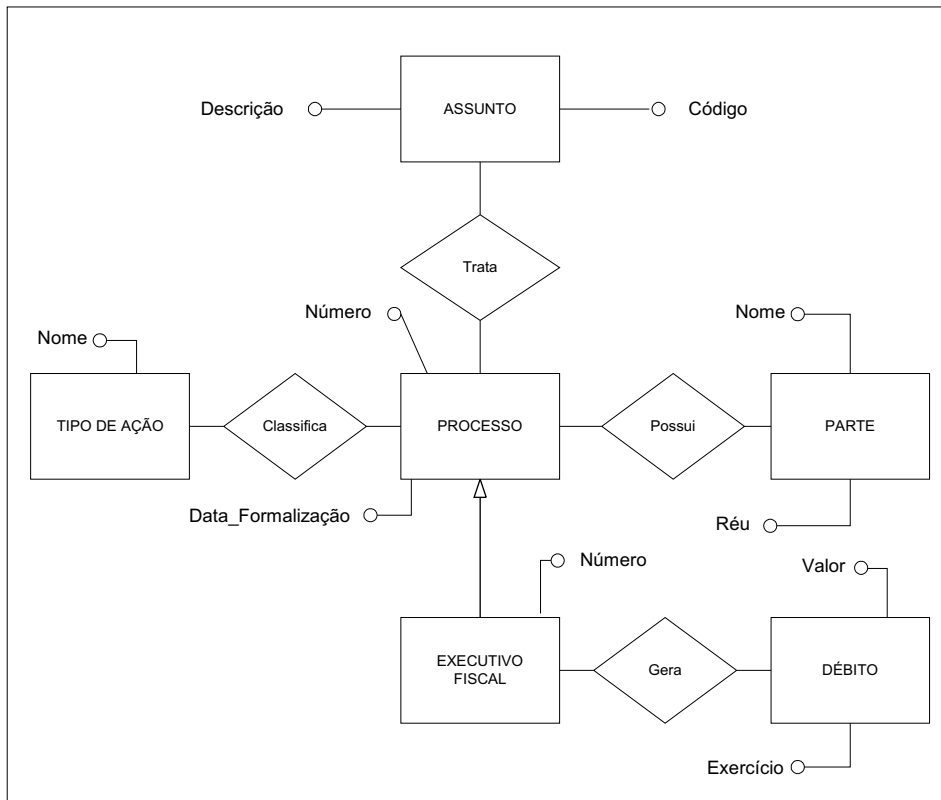 Descrição
ASSUNTO
Código
Trata
Número
Nome
Nome
TIPO DE AÇÃO
Classifica
PROCESSO
Possui
PARTE
Data_Formalização
Réu
Número
Valor
EXECUTIVO
FISCAL
Gera
DÉBITO
Exercício